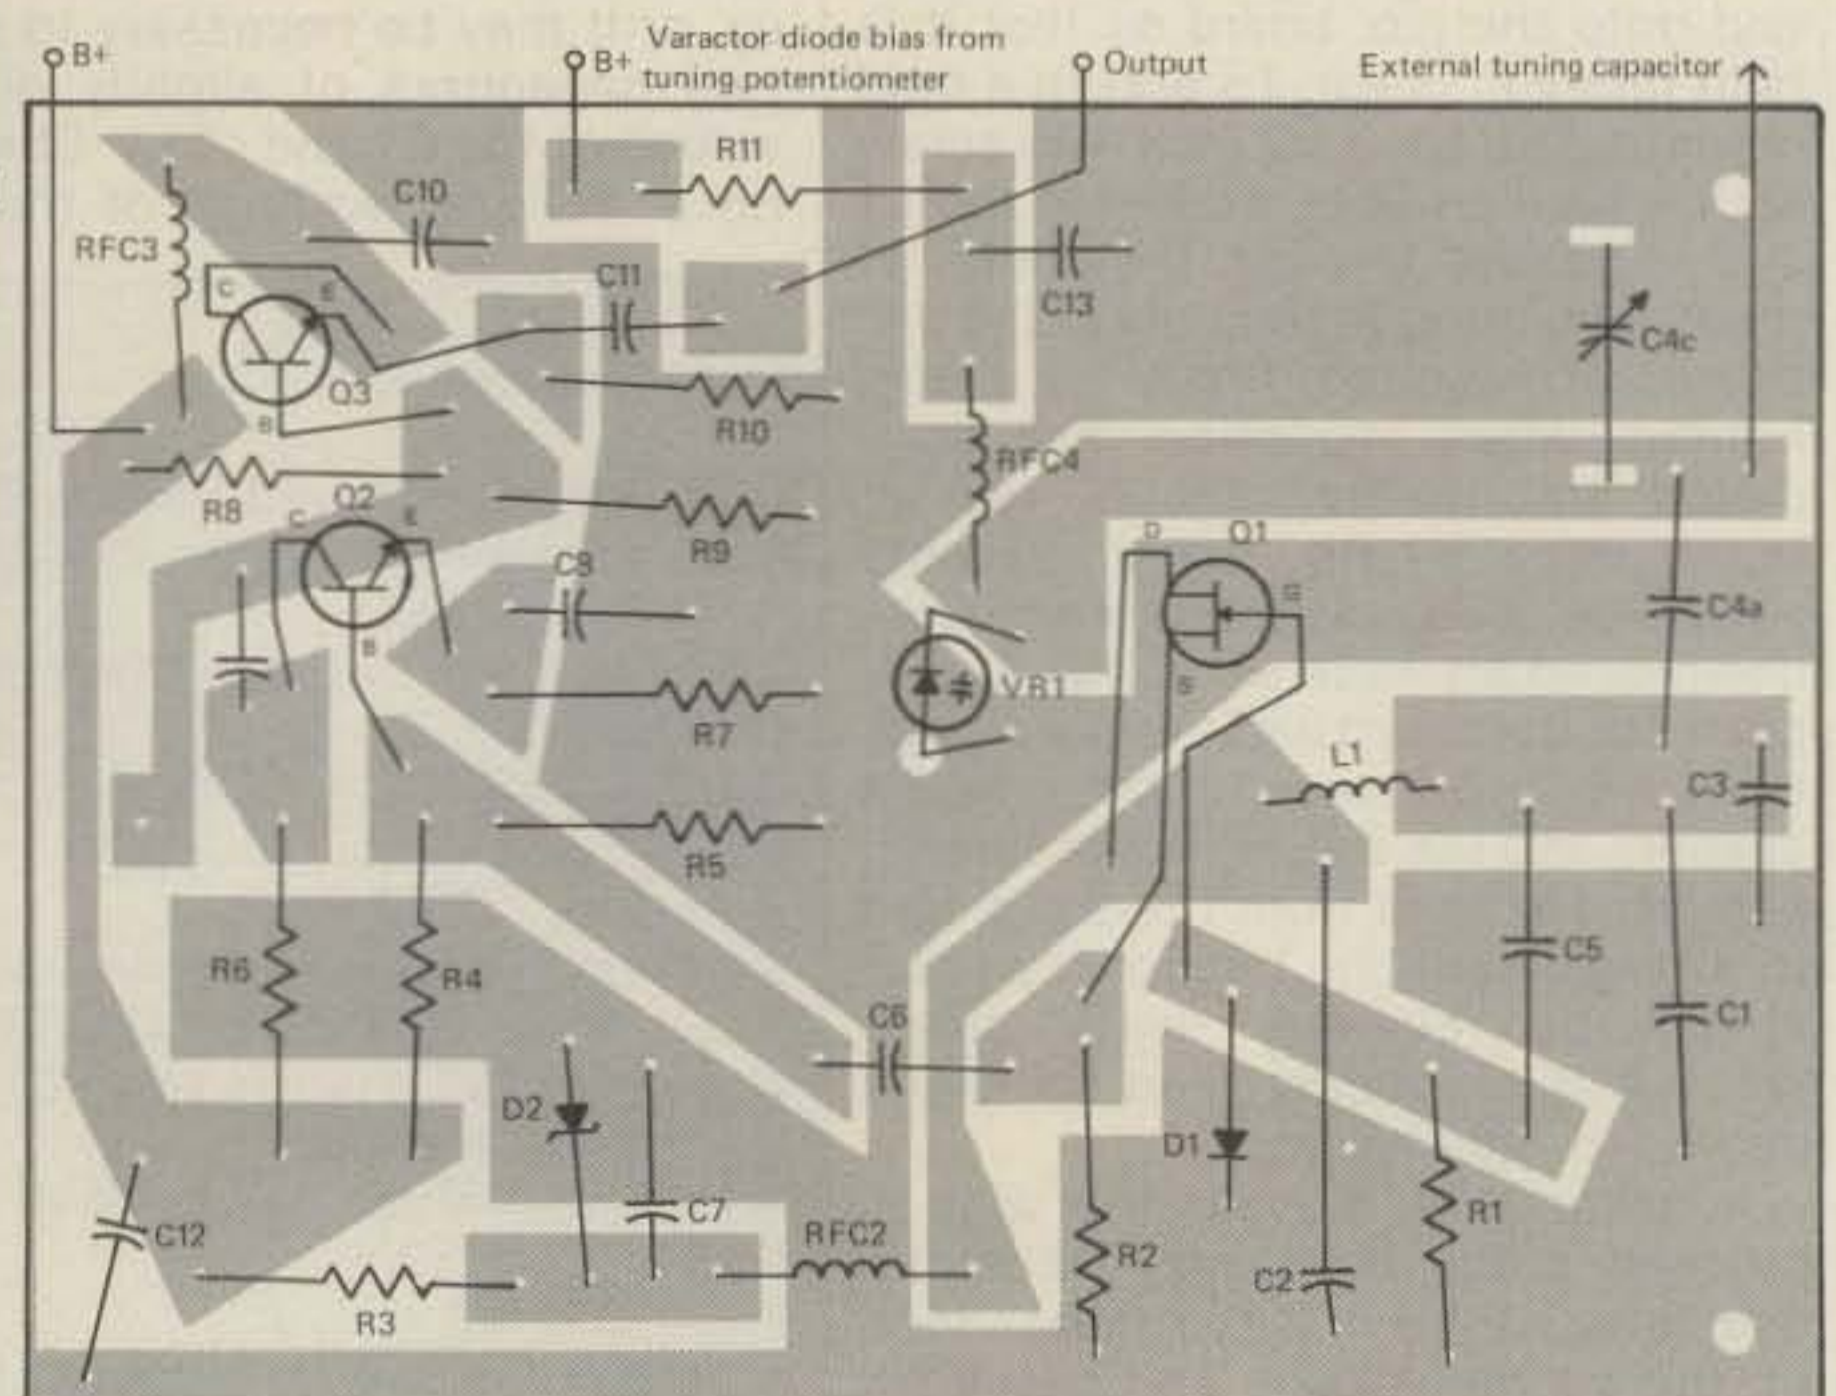 B+
B+
Varactor diode bias from
tuning potentiometer
Output
External tuning capacitor
R11
C10
RFC3
C11
C13
C4c
C
E
Q3
B
R10
RFC4
R8
Q2
C
E
R9
D
Q1
C9
G
C4a
B
VR1
S
R7
L1
C3
R5
R6
R4
C5
C6
C1
D2
D1
C7
R1
C12
RFC2
R2
C2
R3